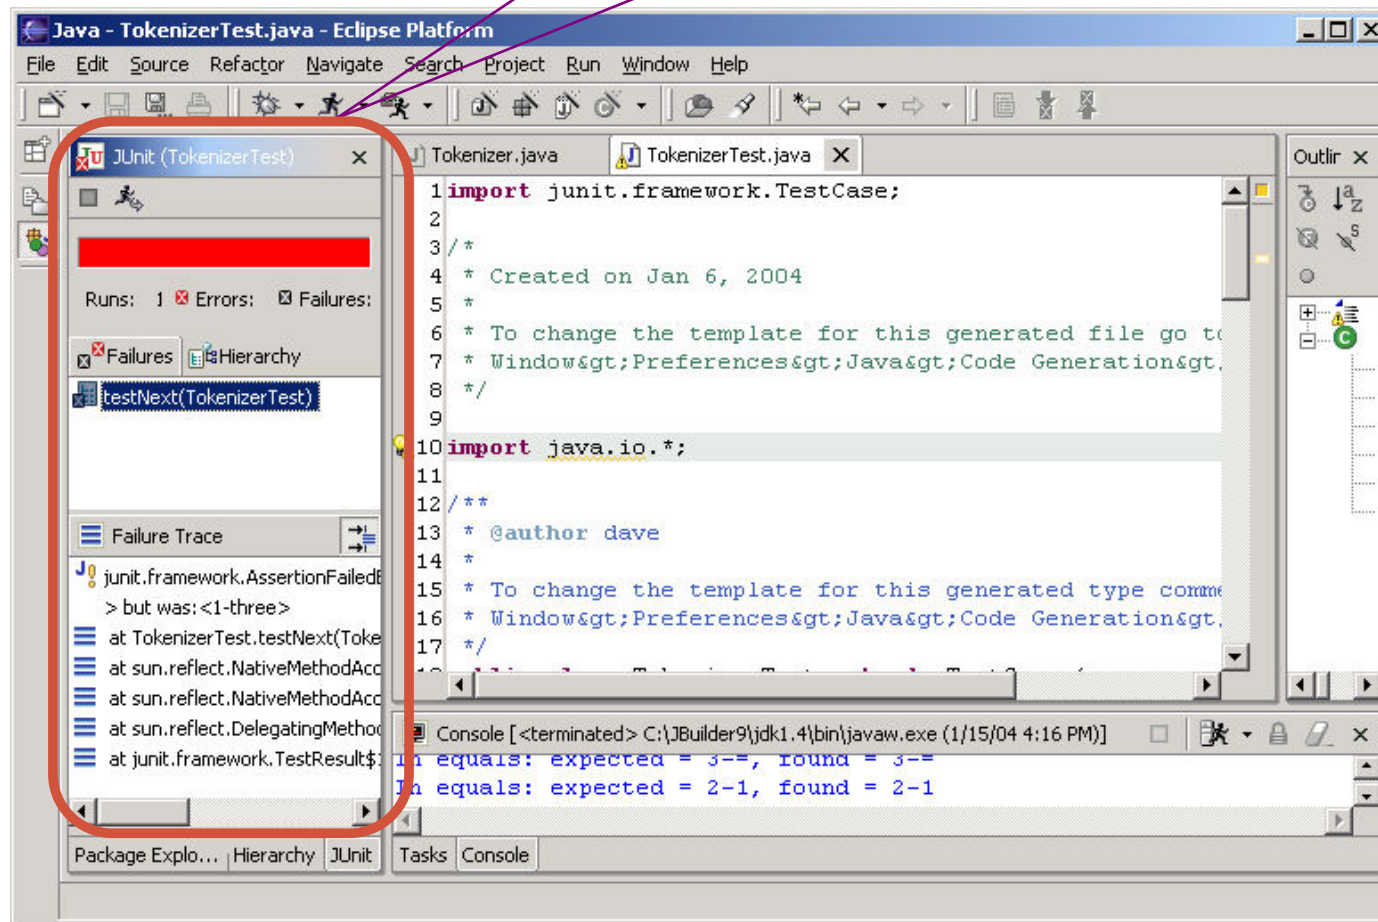 Java - TokenizerTest.java - Eclipse Platform
File Edit Source Refactor Navigate Search Project Run Window Help
JUnit (TokenizerTest)
Runs: 1 Errors: Failures:
Failures Hierarchy
testNext(TokenizerTest)
Failure Trace
junit.framework.AssertionFailedE
> but was:<1-three>
at TokenizerTest.testNext(Toke
at sun.reflect.NativeMethodAcc
at sun.reflect.NativeMethodAcc
at sun.reflect.DelegatingMethod
at junit.framework.TestResult$
Package Explo... Hierarchy JUnit
Tokenizer.java TokenizerTest.java
1 import junit.framework.TestCase;
2
3 /*
4 * Created on Jan 6, 2004
5 *
6 * To change the template for this generated file go to
7 * Window&gt;Preferences&gt;Java&gt;Code Generation&gt;
8 */
9
10 import java.io.*;
11
12 /**
13 * @author dave
14 *
15 * To change the template for this generated type comme
16 * Window&gt;Preferences&gt;Java&gt;Code Generation&gt;
17 */
Outlin
Console [<terminated> C:\JBuilder9\jdk1.4\bin\javaw.exe (1/15/04 4:16 PM)]
In equals: expected = 3-=, found = 3-=
In equals: expected = 2-1, found = 2-1
Tasks Console